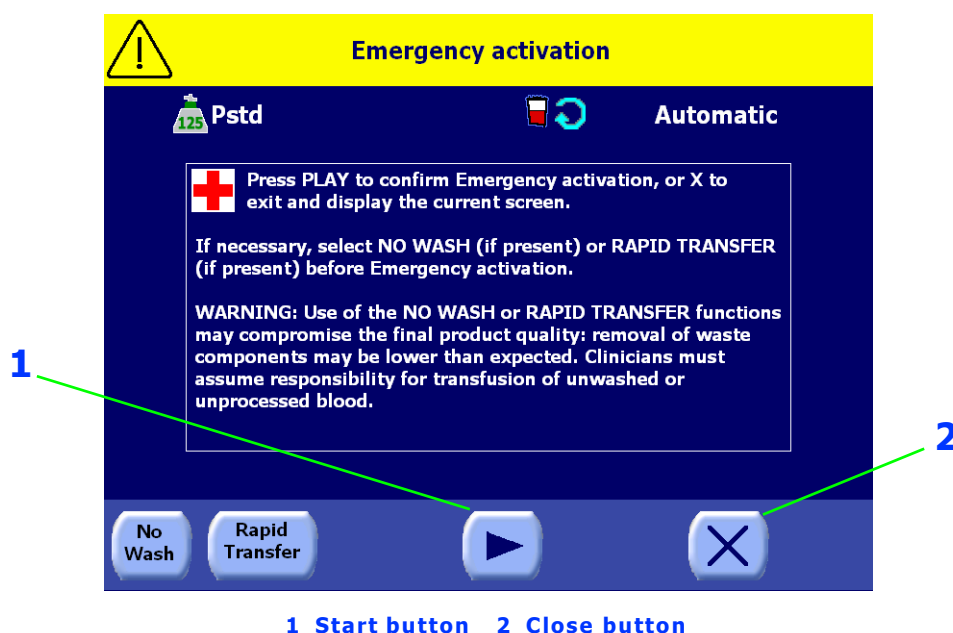 Emergency activation
125 Pstd Automatic
Press PLAY to confirm Emergency activation, or X to
exit and display the current screen.
If necessary, select NO WASH (if present) or RAPID TRANSFER
(if present) before Emergency activation.
WARNING: Use of the NO WASH or RAPID TRANSFER functions
may compromise the final product quality: removal of waste
components may be lower than expected. Clinicians must
assume responsibility for transfusion of unwashed or
unprocessed blood.
1
2
No
Wash
Rapid
Transfer
1 Start button 2 Close button